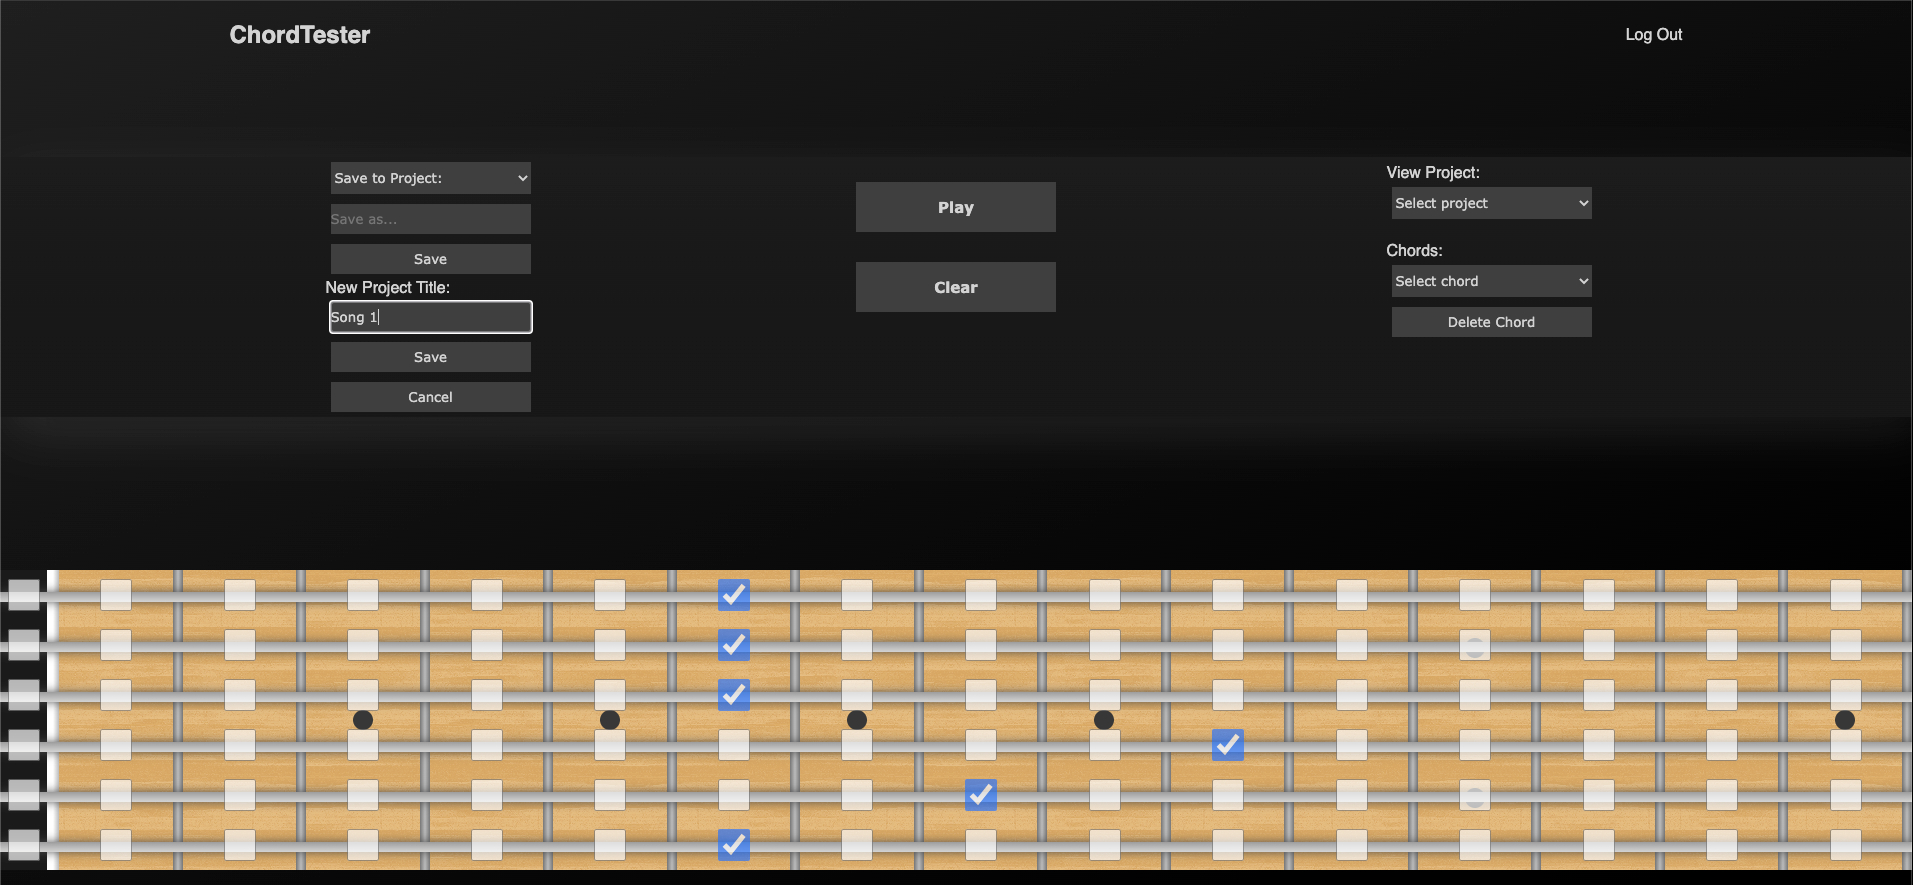 ChordTester
Log Out
Save to Project:
Save as...
Save
New Project Title:
Song 1
Save
Cancel
Play
Clear
View Project:
Select project
Chords:
Select chord
Delete Chord